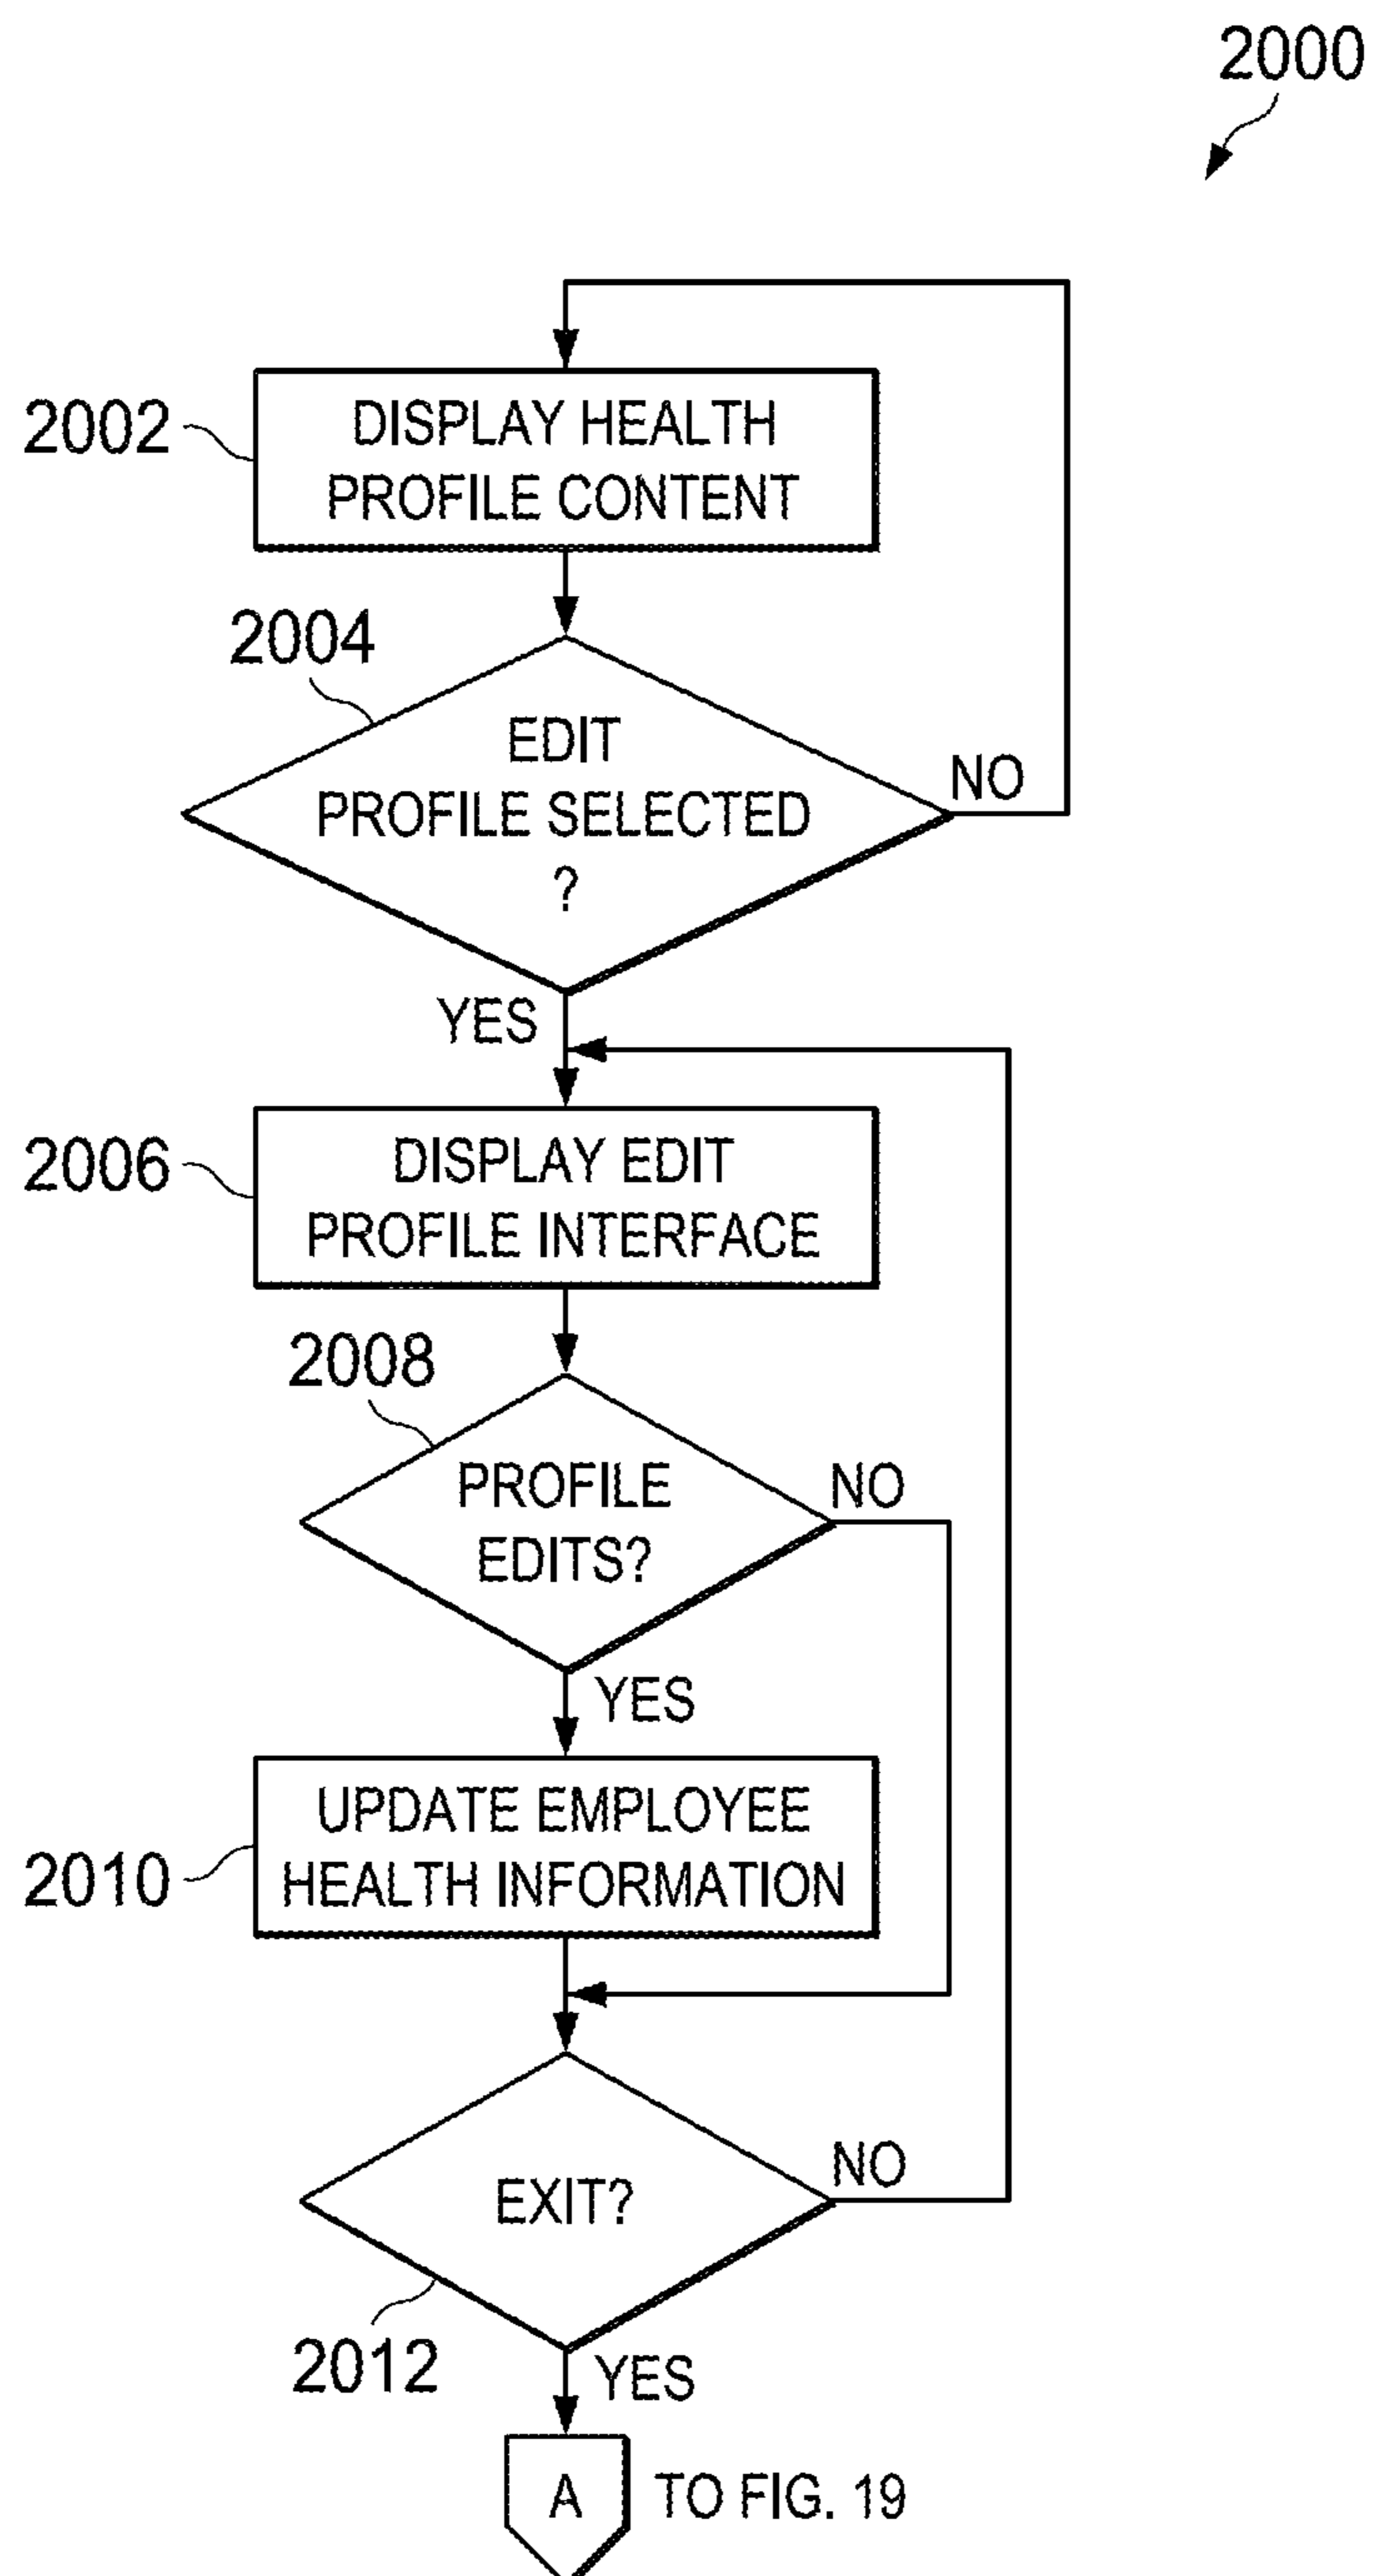 2000
2002
DISPLAY HEALTH
PROFILE CONTENT
2004
EDIT
PROFILE SELECTED
?
NO
YES
2006
DISPLAY EDIT
PROFILE INTERFACE
2008
PROFILE
EDITS?
NO
YES
2010
UPDATE EMPLOYEE
HEALTH INFORMATION
EXIT?
NO
2012
YES
A
TO FIG. 19